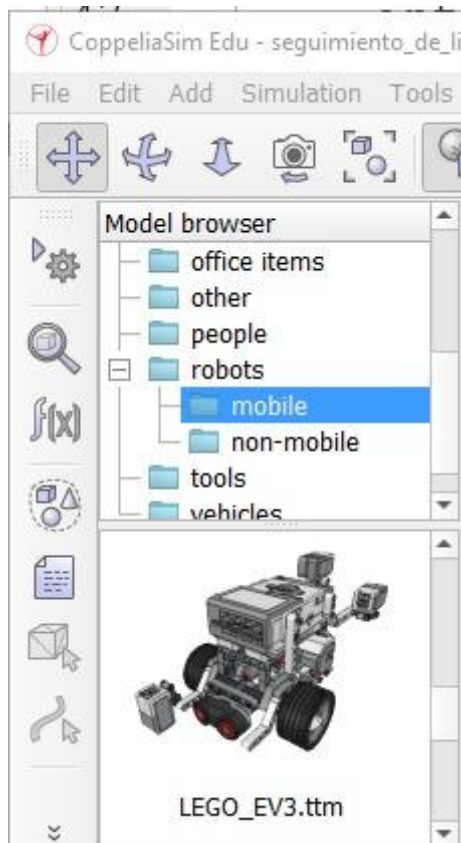 CoppeliaSim Edu - seguimiento_de_li
File Edit Add Simulation Tools
Model browser
office items
other
people
robots
mobile
non-mobile
tools
vehicles
f(x)
LEGO_EV3.ttm